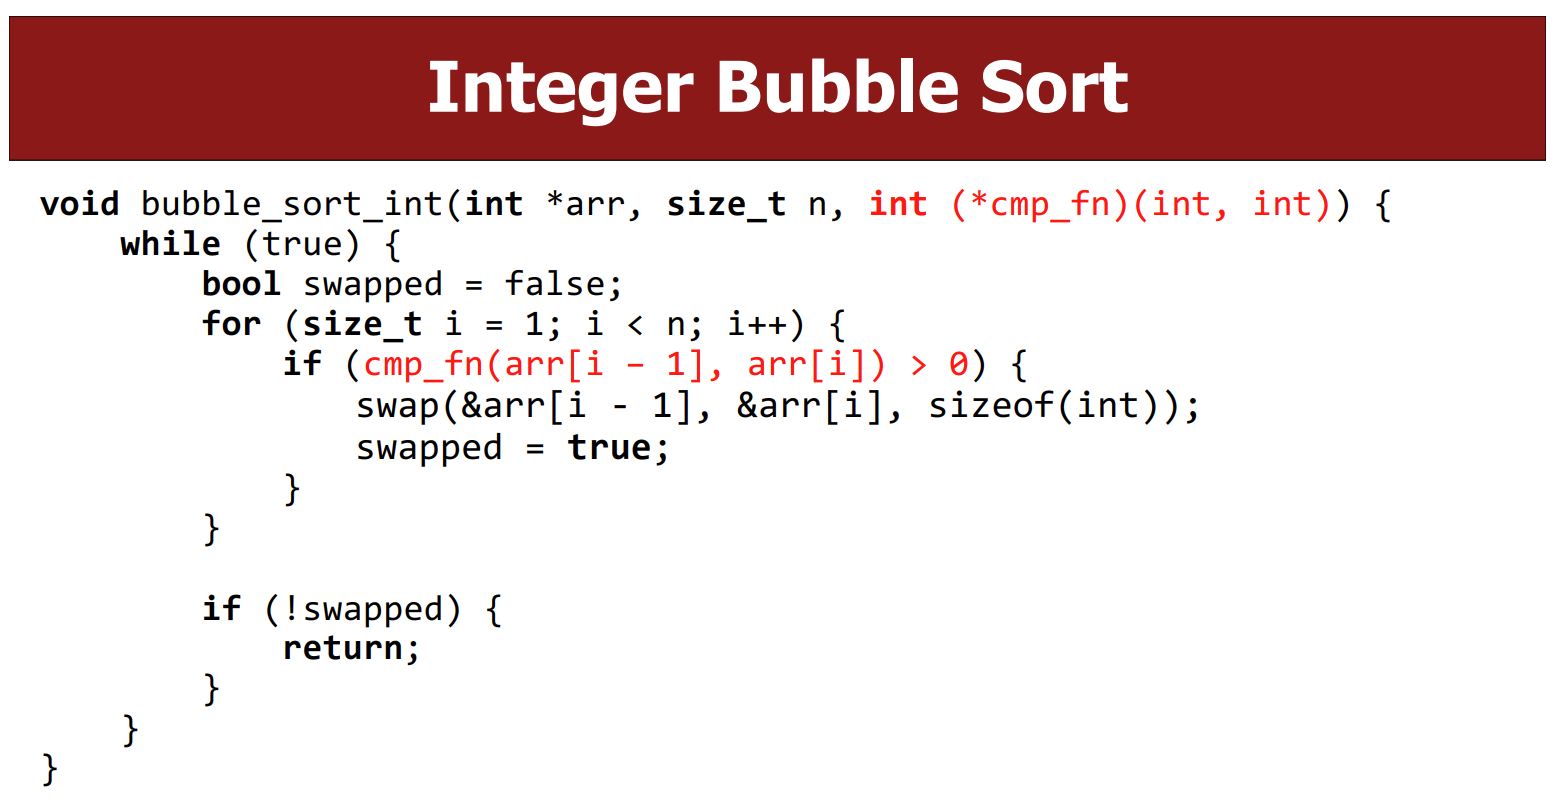 Integer Bubble Sort
void bubble_sort_int(int *arr, size_t n, int (*cmp_fn)(int, int)) {
    while (true) {
        bool swapped = false;
        for (size_t i = 1; i < n; i++) {
            if (cmp_fn(arr[i – 1], arr[i]) > 0) {
                swap(&arr[i - 1], &arr[i], sizeof(int));
                swapped = true;
            }
        }
        if (!swapped) {
            return;
        }
    }
}